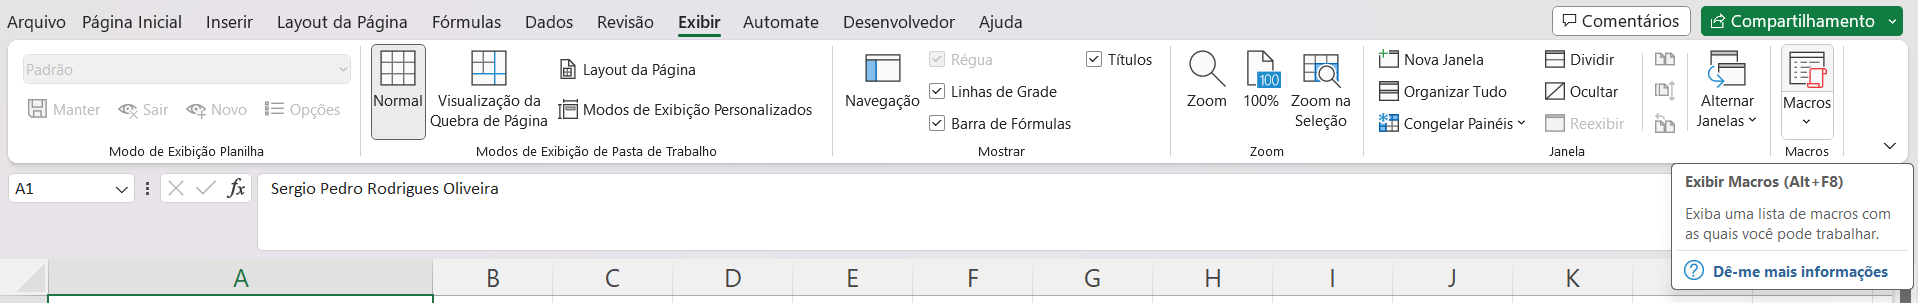 Arquivo Página Inicial Inserir Layout da Página Fórmulas Dados Revisão Exibir Automate Desenvolvedor Ajuda Comentários Compartilhamento
Padrão
Manter Sair Novo Opções
Modo de Exibição Planilha
Normal
Visualização da
Quebra de Página
Layout da Página
Modos de Exibição Personalizados
Modos de Exibição de Pasta de Trabalho
Navegação
Régua
Linhas de Grade
Barra de Fórmulas
Títulos
Mostrar
Zoom
100
100%
Zoom na
Seleção
Zoom
Nova Janela
Organizar Tudo
Congelar Painéis
Dividir
Ocultar
Reexibir
Alternar
Janelas
Janela
Macros
Macros
A1 fx Sergio Pedro Rodrigues Oliveira
Exibir Macros (Alt+F8)
Exiba uma lista de macros com
as quais você pode trabalhar.
? Dê-me mais informações
A B C D E F G H I J K